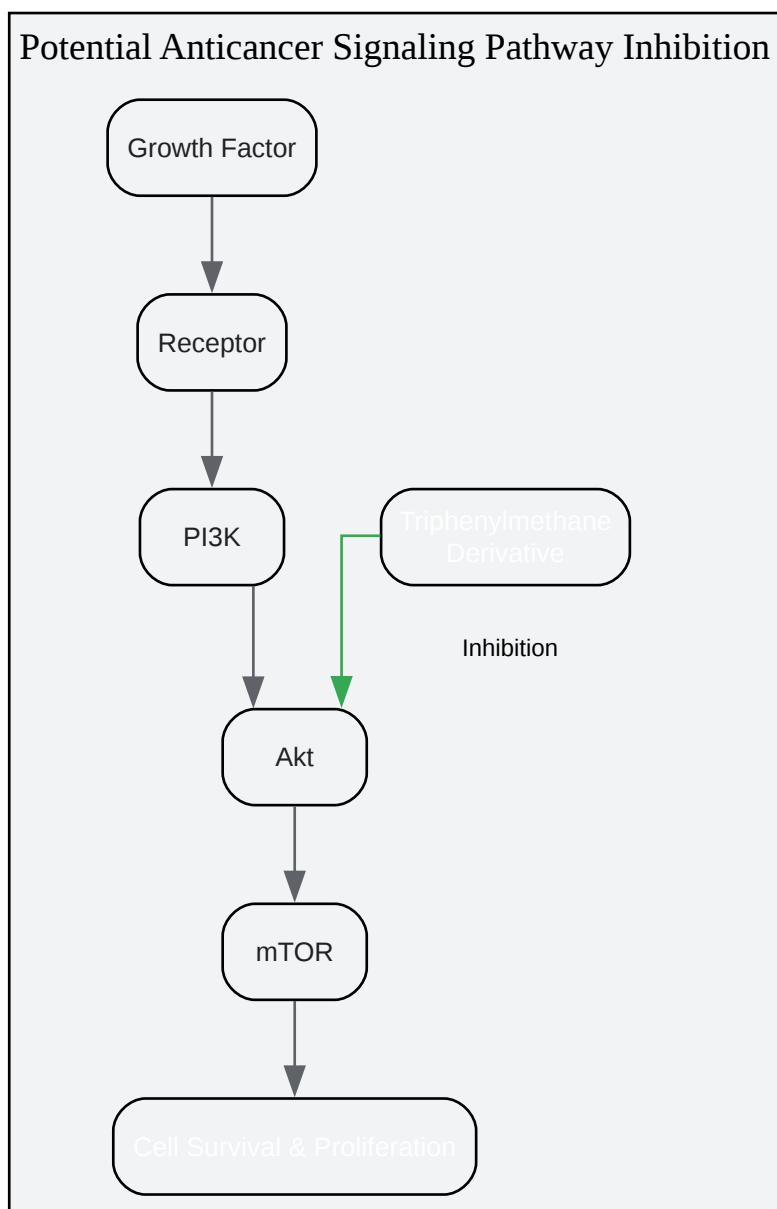 Potential Anticancer Signaling Pathway Inhibition
Growth Factor
Receptor
PI3K
Triphenylmethane
Derivative
Inhibition
Akt
mTOR
Cell Survival & Proliferation